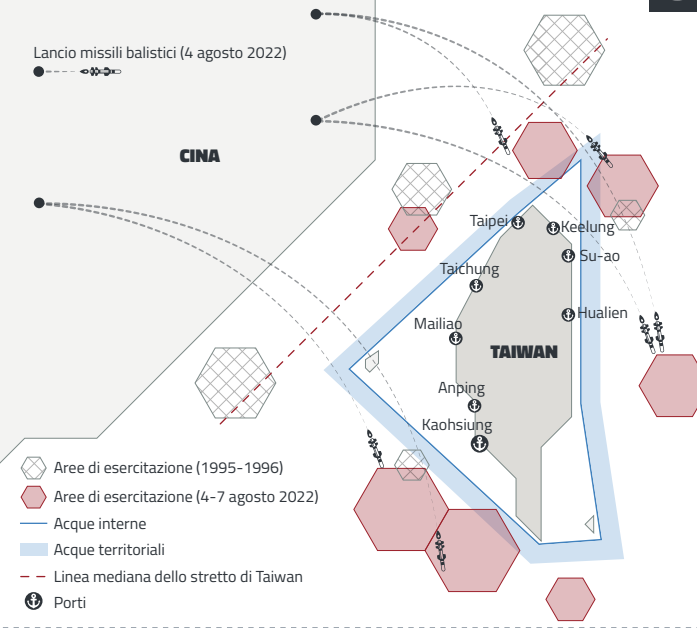 Lancio missili balistici (4 agosto 2022)
CINA
Taipei
Keelung
Su-ao
Taichung
Hualien
Mailiao
TAIWAN
Anping
Kaohsiung
Aree di esercitazione (1995-1996)
Aree di esercitazione (4-7 agosto 2022)
Acque interne
Acque territoriali
Linea mediana dello stretto di Taiwan
Porti